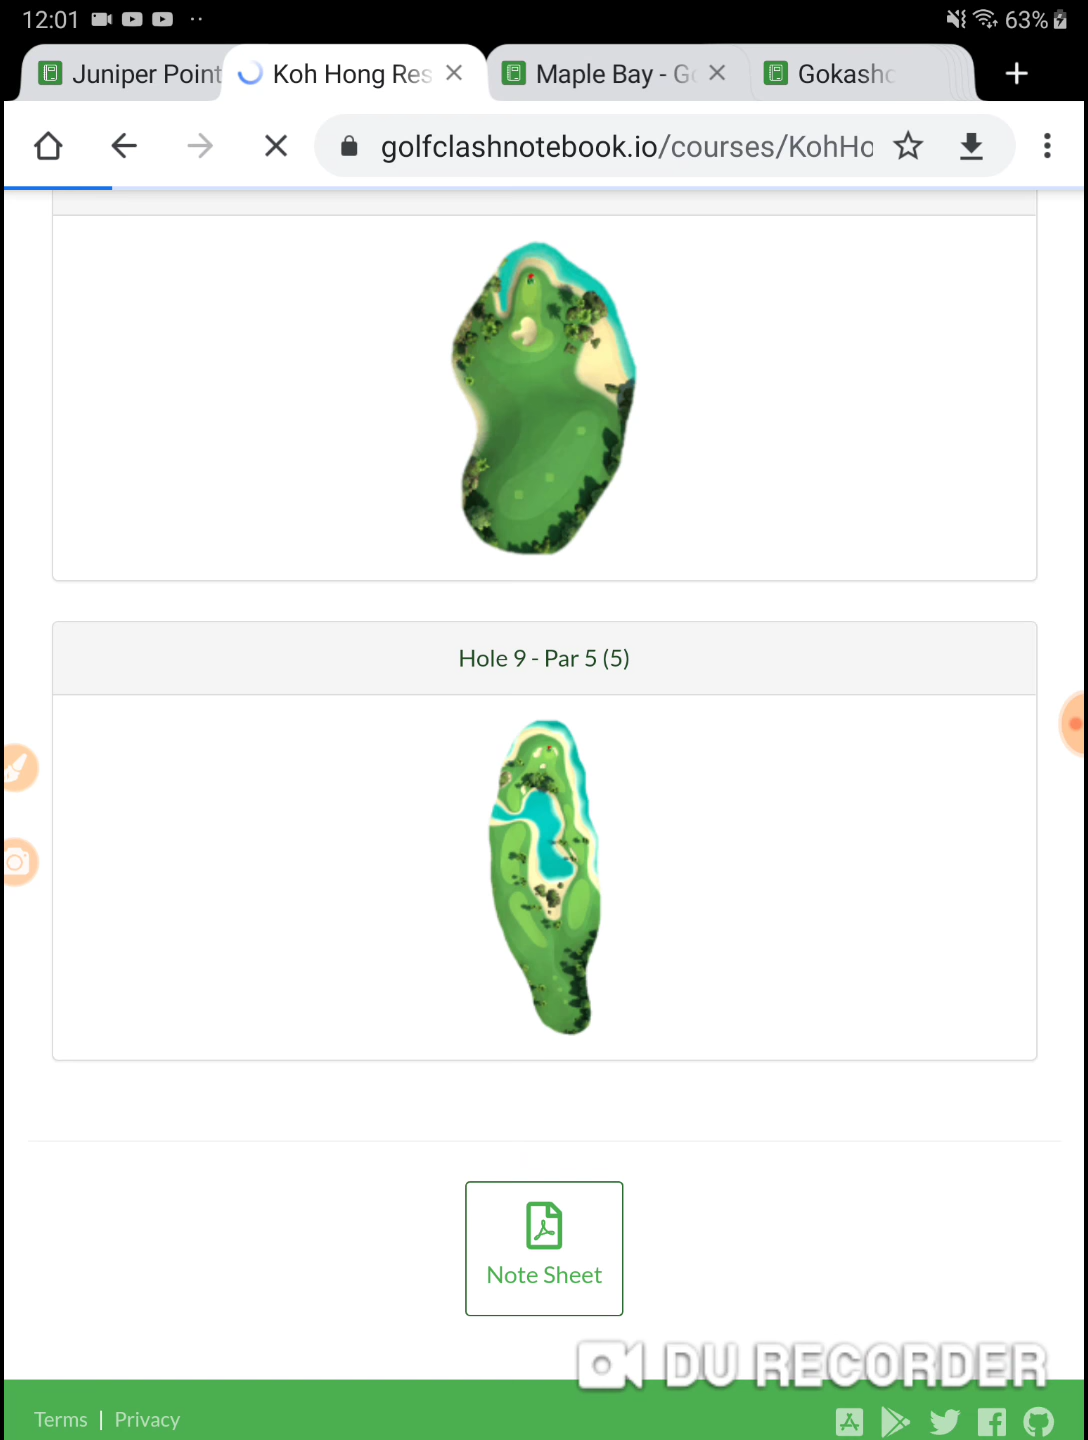 12:01
63%
Juniper Point
Koh Hong Res
Maple Bay - G
Gokasho
golfclashnotebook.io/courses/KohHo
Hole 9 - Par 5 (5)
Note Sheet
DU RECORDER
Terms | Privacy